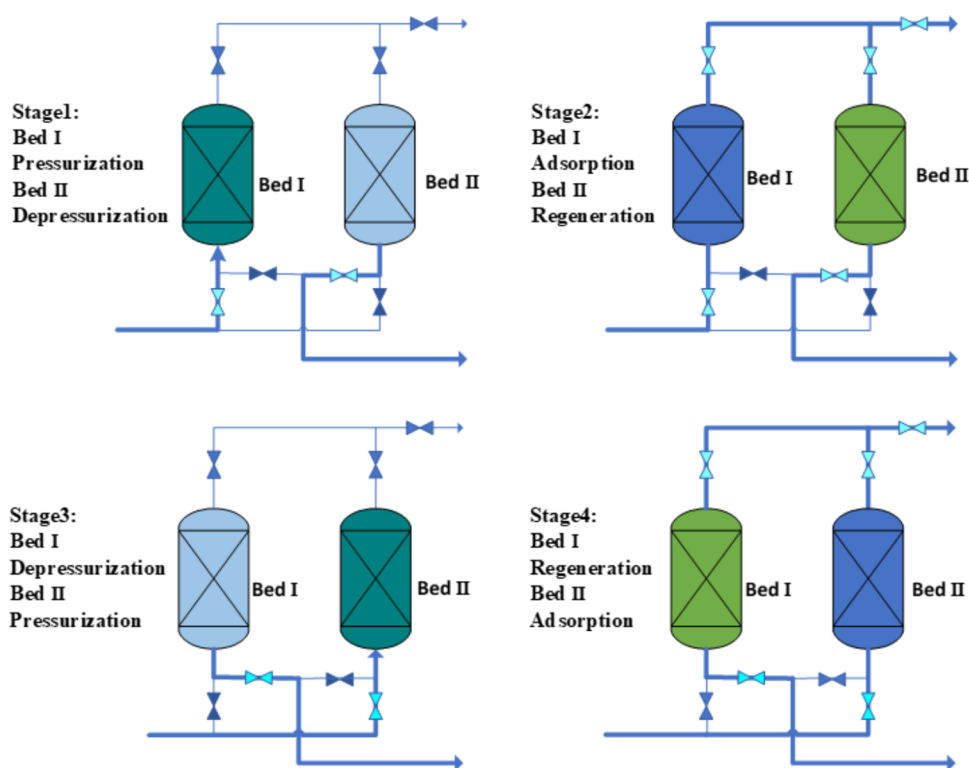 Stage1:
Bed I
Pressurization
Bed II
Depressurization
Bed I
Bed II
Stage2:
Bed I
Adsorption
Bed II
Regeneration
Bed I
Bed II
Stage3:
Bed I
Depressurization
Bed II
Pressurization
Bed I
Bed II
Stage4:
Bed I
Regeneration
Bed II
Adsorption
Bed I
Bed II